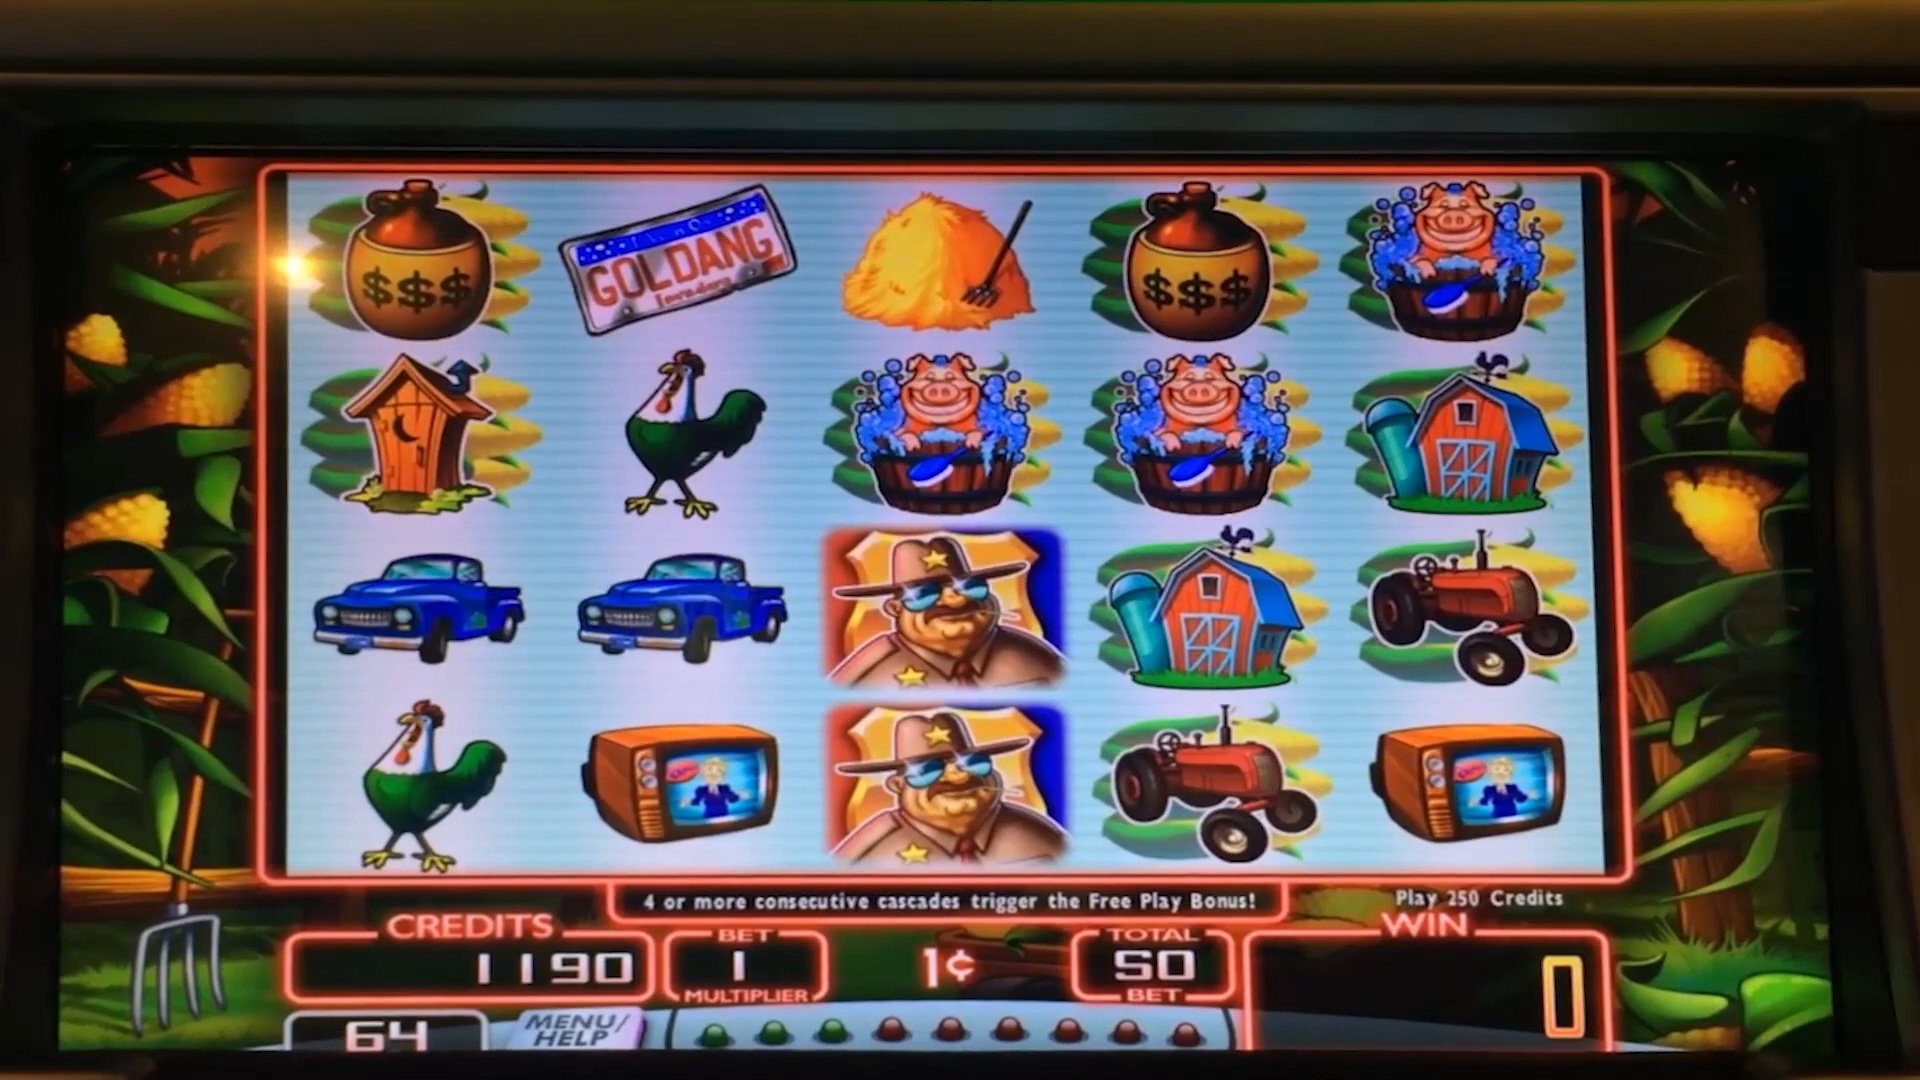 $$$
GOLDANG
Invaders
$$$
4 or more consecutive cascades trigger the Free Play Bonus!
Play 250 Credits
CREDITS
1190
BET
1
MULTIPLIER
1¢
TOTAL
50
BET
WIN
0
64
MENU/
HELP